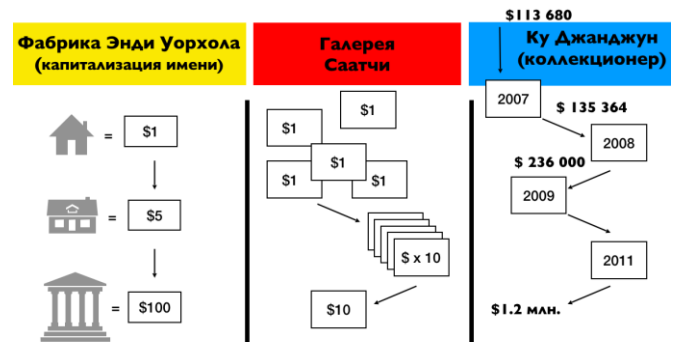 Фабрика Энди Уорхола
(капитализация имени)
= $1
= $5
= $100
Галерея
Саатчи
$1
$1
$1
$1
$1
$ x 10
$10
$113 680
Ку Джанджун
(коллекционер)
2007
$ 135 364
2008
$ 236 000
2009
2011
$1.2 млн.